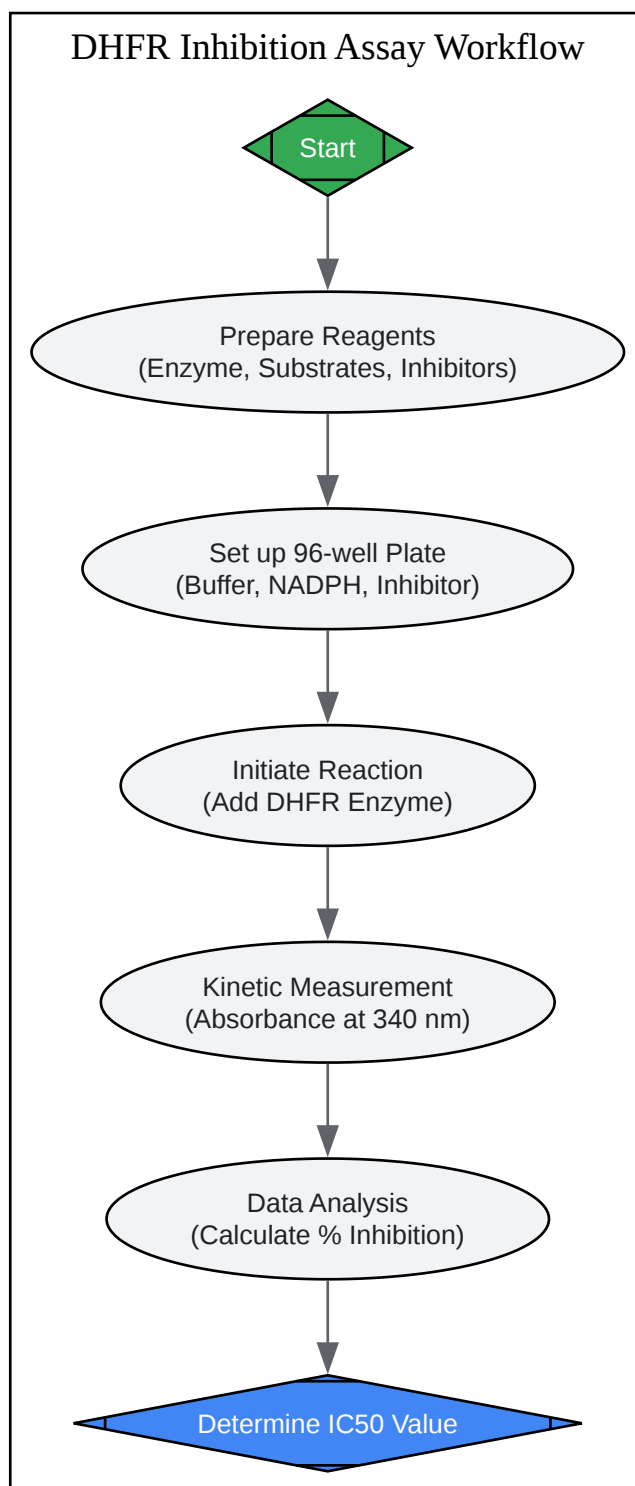 DHFR Inhibition Assay Workflow
Start
Prepare Reagents
(Enzyme, Substrates, Inhibitors)
Set up 96-well Plate
(Buffer, NADPH, Inhibitor)
Initiate Reaction
(Add DHFR Enzyme)
Kinetic Measurement
(Absorbance at 340 nm)
Data Analysis
(Calculate % Inhibition)
Determine IC50 Value